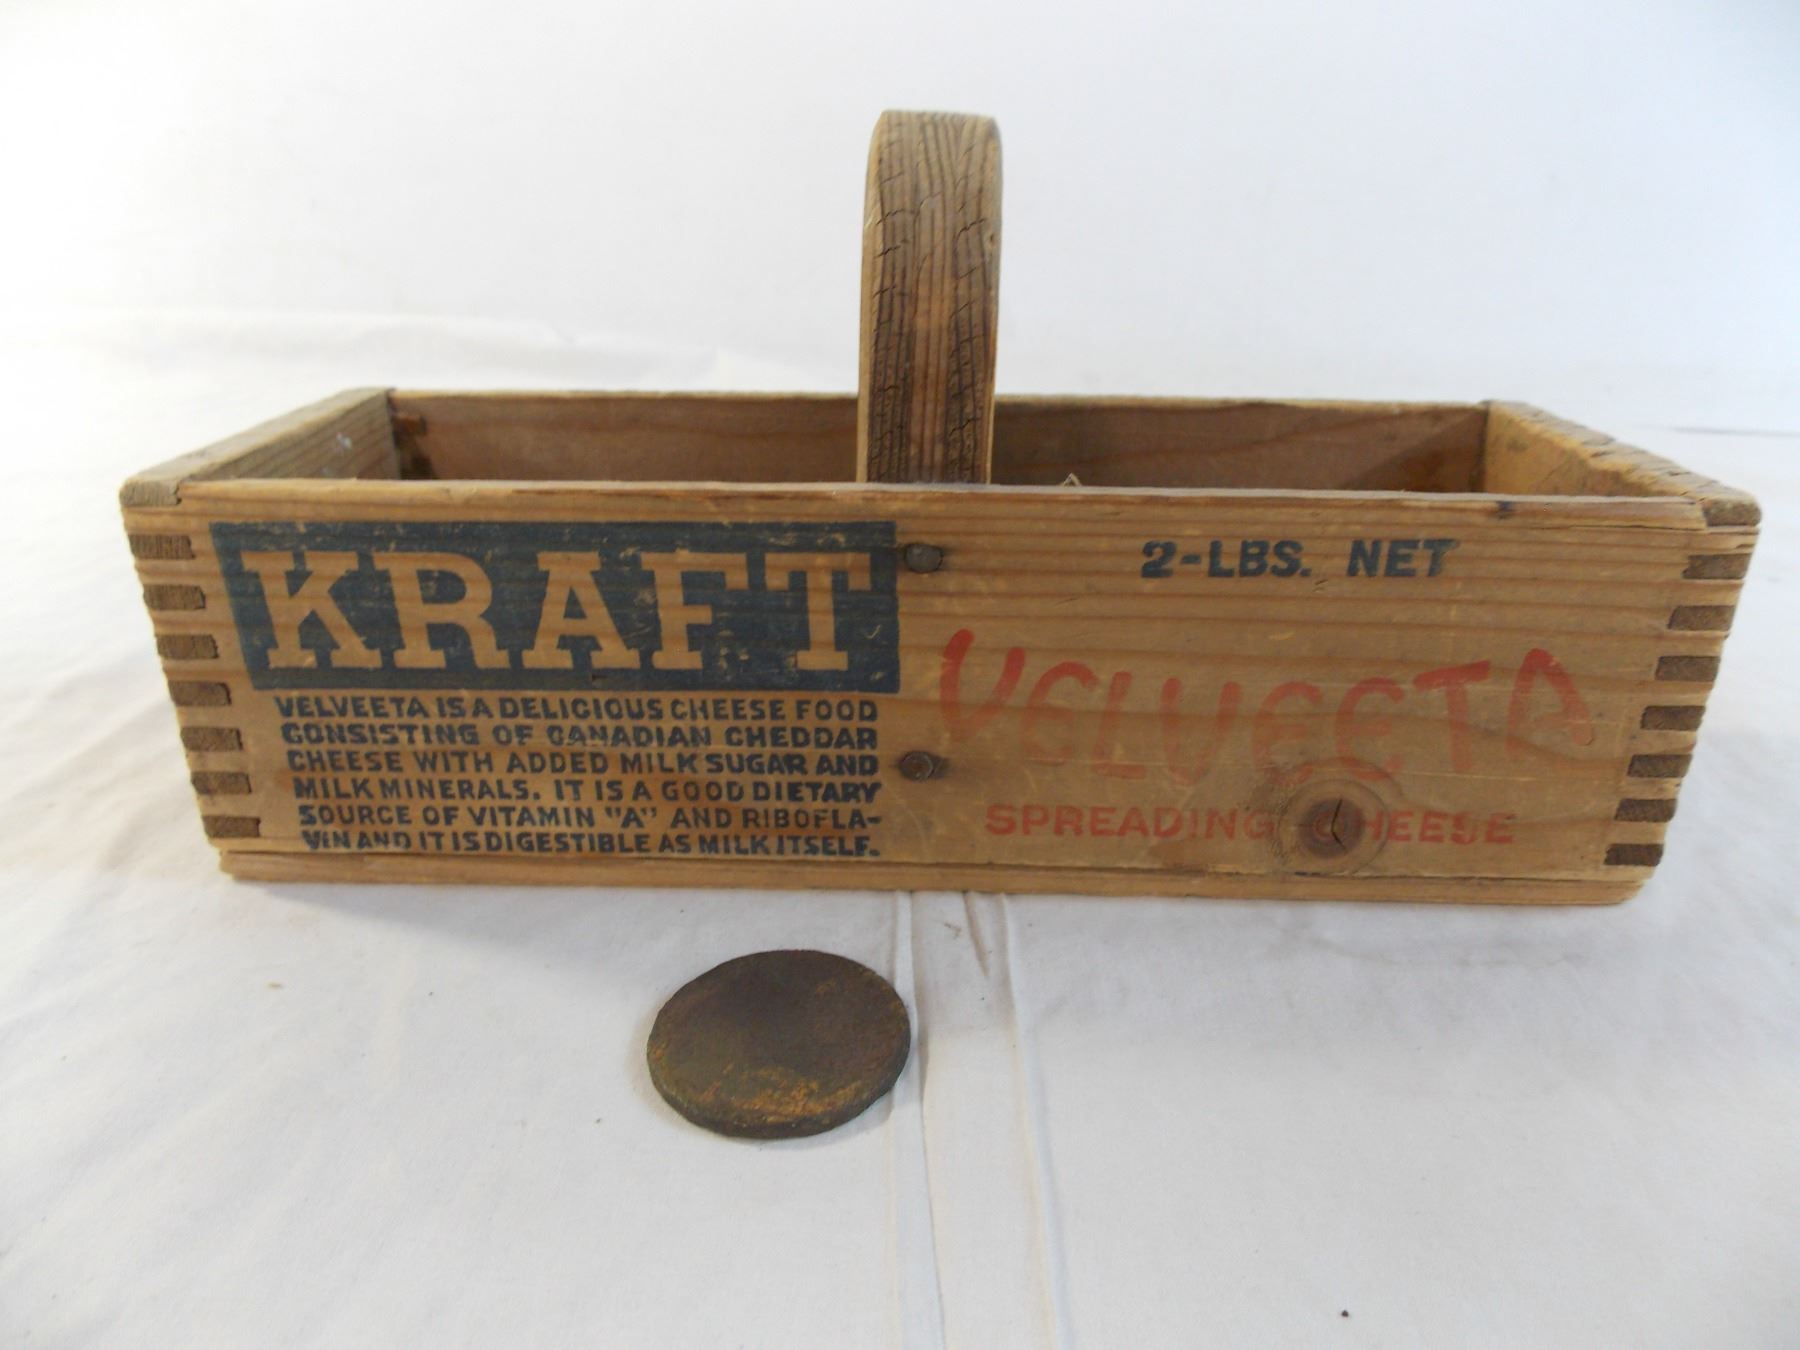 KRAFT
VELVEETA IS A DELICIOUS CHEESE FOOD
CONSISTING OF CANADIAN CHEDDAR
CHEESE WITH ADDED MILK SUGAR AND
MILK MINERALS. IT IS A GOOD DIETARY
SOURCE OF VITAMIN "A" AND RIBOFLA-
VIN AND IT IS DIGESTIBLE AS MILK ITSELF.
2-LBS. NET
VELVEETA
SPREADING CHEESE